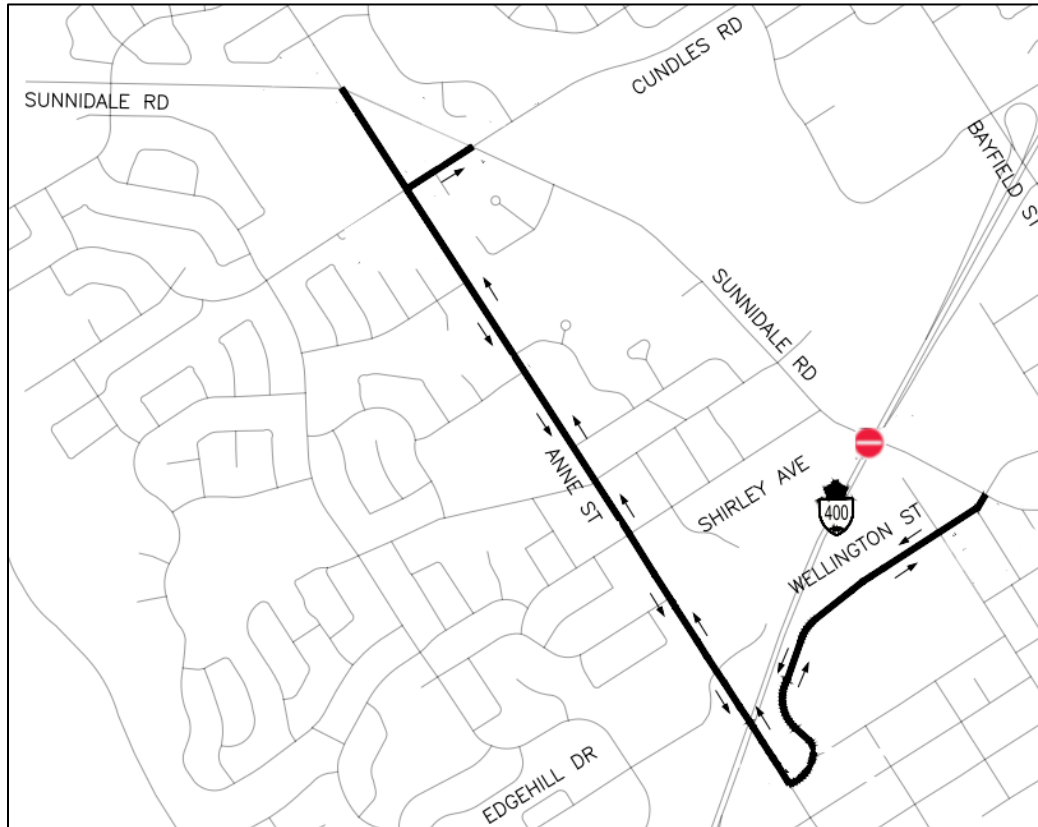 CUNDLES RD
SUNNIDALE RD
BAYFIELD ST
SUNNIDALE RD
ANNE ST
SHIRLEY AVE
400
WELLINGTON ST
EDGEHILL DR